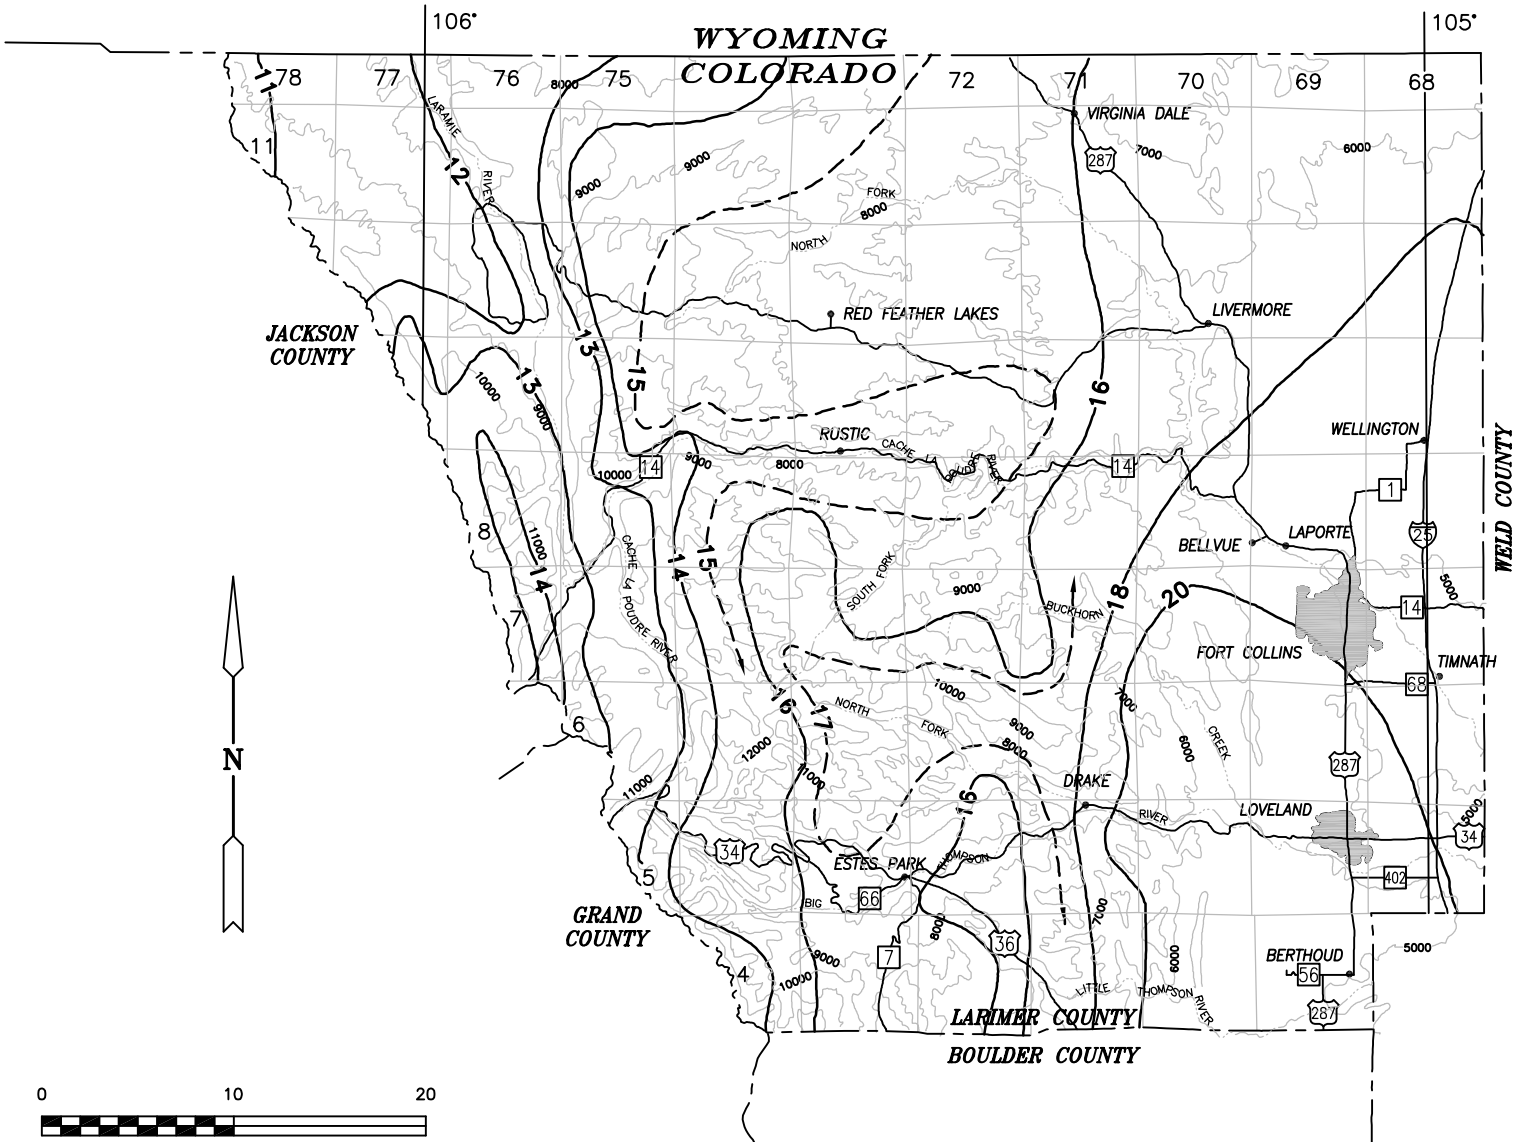 106°
105°
WYOMING
COLORADO
78
77
76
75
72
71
70
69
68
11
8000
VIRGINIA DALE
LARAMIE
RIVER
287
7000
6000
9000
11
12
9000
FORK
8000
NORTH
RED FEATHER LAKES
LIVERMORE
JACKSON
COUNTY
13
15
13
10000
9000
16
RUSTIC
CACHE LA
POUDRE
RIVER
WELLINGTON
WELD COUNTY
14
9000
8000
10000
14
1
8
11000
CACHE LA POUDRE RIVER
14
15
SOUTH FORK
BELLVUE
LAPORTE
25
14
9000
BUCKHORN
18
20
5000
14
7
FORT COLLINS
TIMNATH
68
6
16
17
NORTH
FORK
10000
9000
8000
7000
6000
CREEK
12000
11000
N
287
11000
DRAKE
16
RIVER
LOVELAND
5000
34
34
ESTES PARK
THOMPSON
402
5
66
BIG
GRAND
COUNTY
8000
7000
36
7
9000
10000
4
6000
BERTHOUD
5000
56
LITTLE
THOMPSON
RIVER
287
LARIMER COUNTY
BOULDER COUNTY
0
10
20